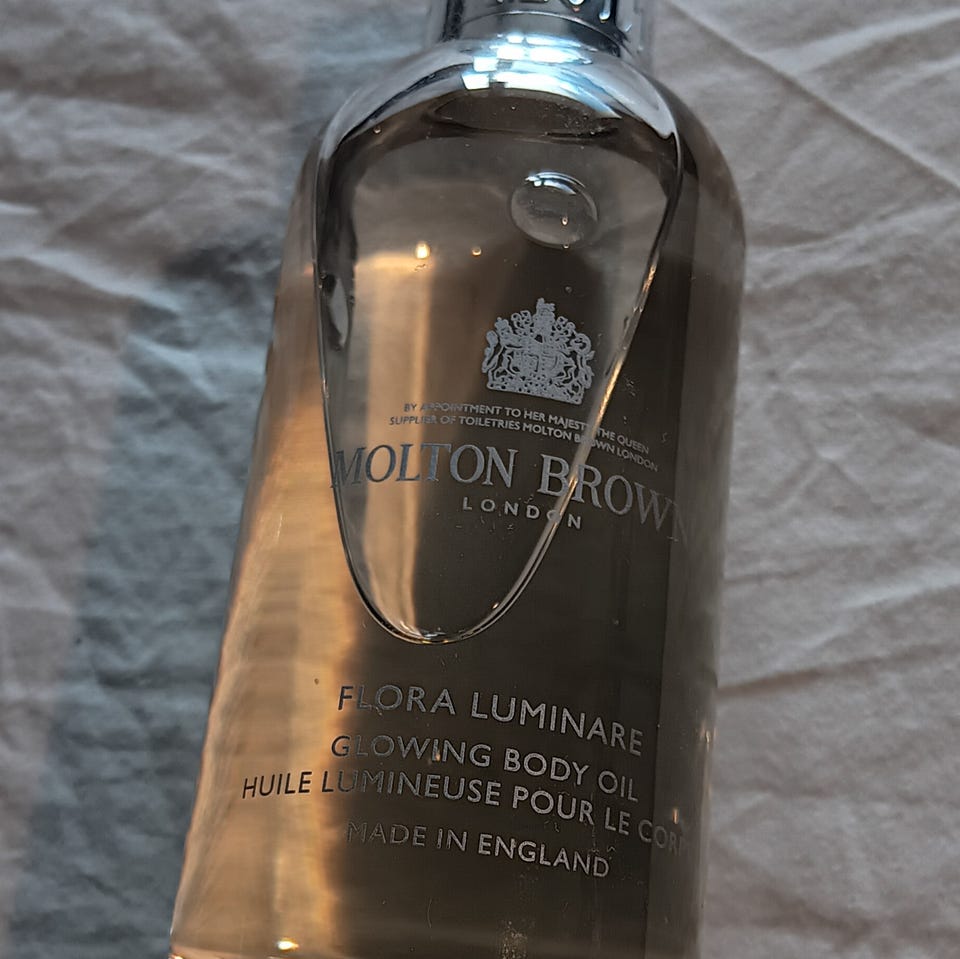 BY APPOINTMENT TO HER MAJESTY THE QUEEN
SUPPLIER OF TOILETRIES MOLTON BROWN LONDON
MOLTON BROWN
LONDON
FLORA LUMINARE
GLOWING BODY OIL
HUILE LUMINEUSE POUR LE CORPS
MADE IN ENGLAND